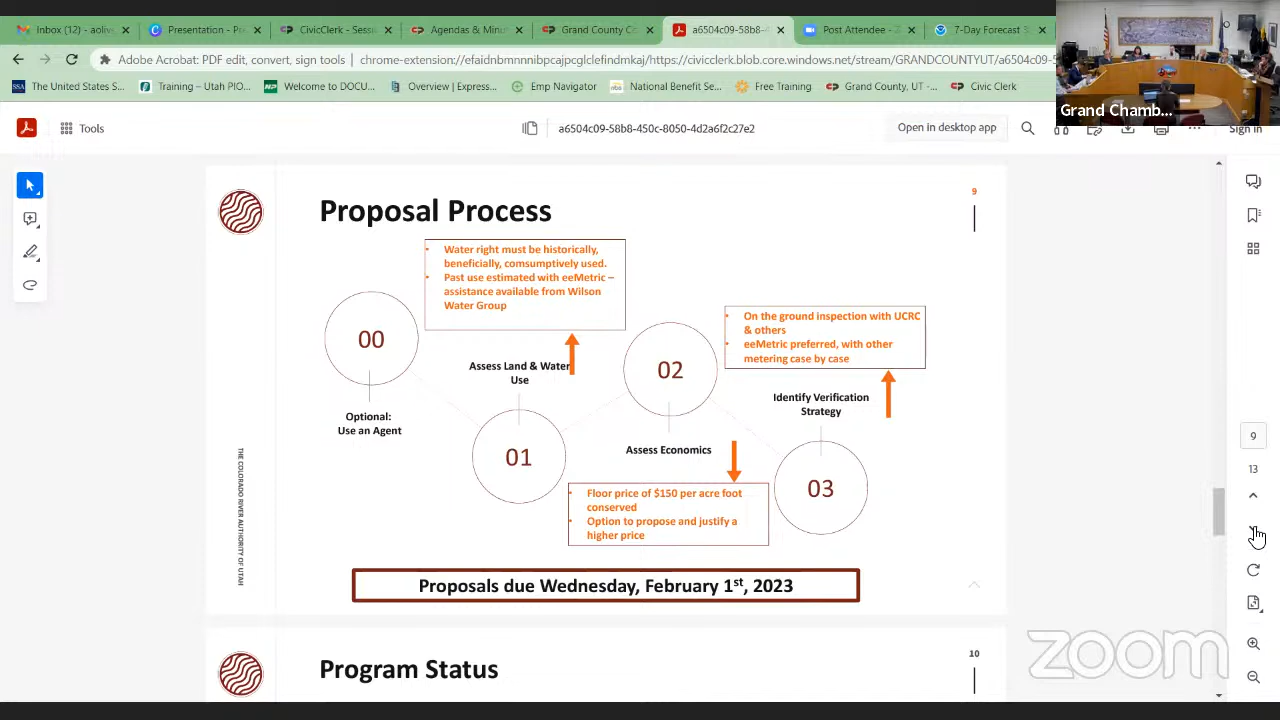 Inbox (12) - aolive
Presentation - Pre
CivicClerk - Sessi
Agendas & Minu
Grand County Co
a6504c09-58b8-
Post Attendee - Z
7-Day Forecast 3
Adobe Acrobat: PDF edit, convert, sign tools
chrome-extension://efaidnbmnnnibpcajpcglclefindmkaj/https://civicclerk.blob.core.windows.net/stream/GRANDCOUNTYUT/a6504c09-5
The United States S...
Training – Utah PIO...
Welcome to DOCU...
Overview | Express...
Emp Navigator
National Benefit Se...
Free Training
Grand County, UT -...
Civic Clerk
Grand Chamb...
Tools
a6504c09-58b8-450c-8050-4d2a6f2c27e2
Open in desktop app
Sign in
9
Proposal Process
• Water right must be historically,
beneficially, comsumptively used.
• Past use estimated with eeMetric –
assistance available from Wilson
Water Group
• On the ground inspection with UCRC
& others
• eeMetric preferred, with other
metering case by case
00
Optional:
Use an Agent
Assess Land & Water
Use
01
02
Assess Economics
• Floor price of $150 per acre foot
conserved
• Option to propose and justify a
higher price
Identify Verification
Strategy
03
THE COLORADO RIVER AUTHORITY OF UTAH
Proposals due Wednesday, February 1st, 2023
9
13
10
Program Status
zoom